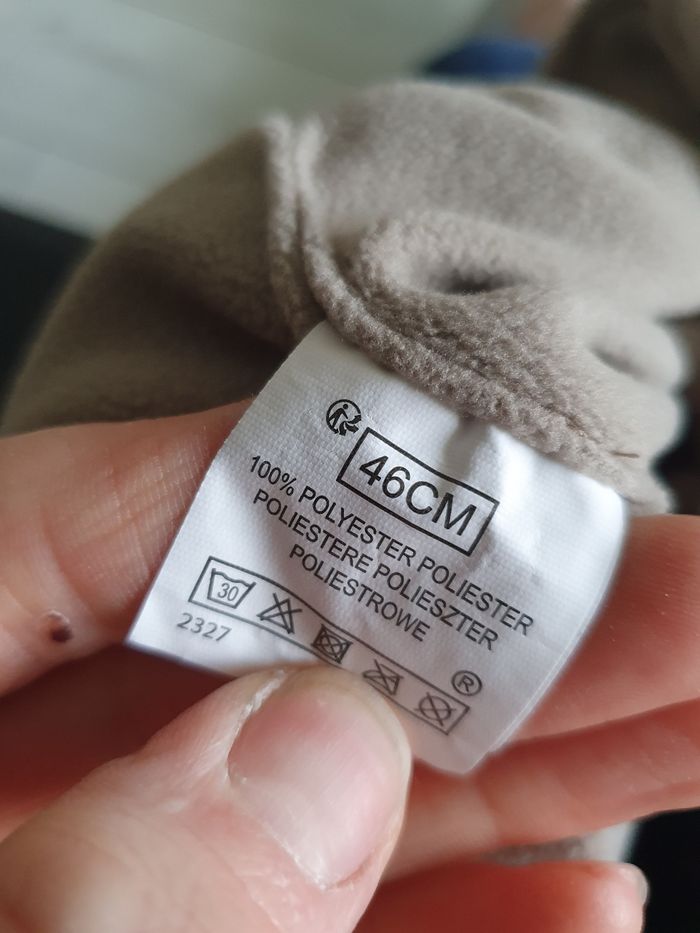 46CM
100% POLYESTER POLIESTER
POLIESTERE POLIESZTER
POLIESTROWE
30
2327
®